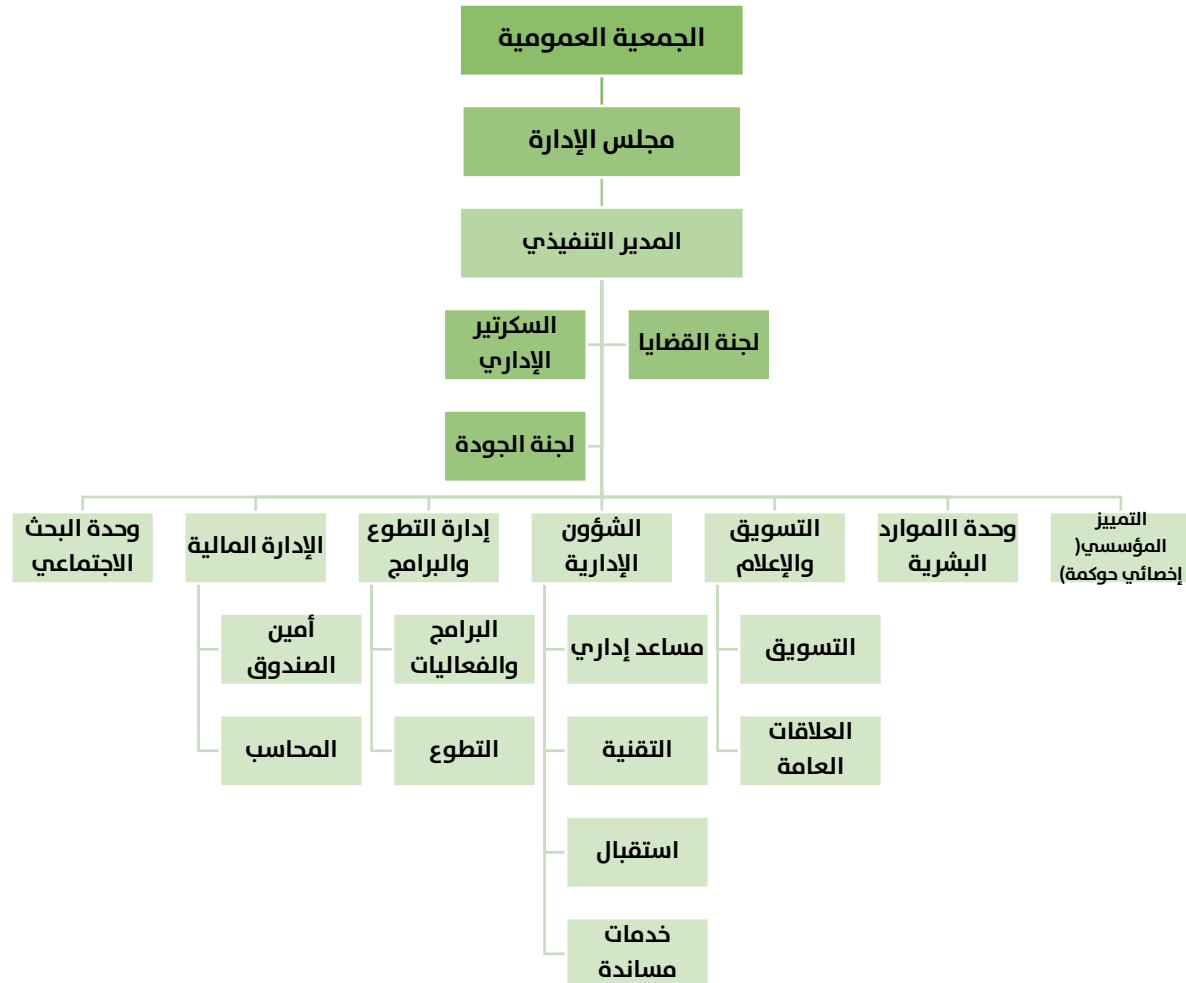 الجمعية العمومية
مجلس الإدارة
المدير التنفيذي
لجنة القضايا
السكرتير
الإداري
لجنة الجودة
التمييز
المؤسسي(
إخصائي حوكمة)
وحدة االموارد
البشرية
التسويق
والإعلام
الشؤون
الإدارية
إدارة التطوع
والبرامج
الإدارة المالية
وحدة البحث
الاجتماعي
التسويق
العلاقات
العامة
مساعد إداري
التقنية
استقبال
خدمات
مساندة
البرامج
والفعاليات
التطوع
أمين
الصندوق
المحاسب